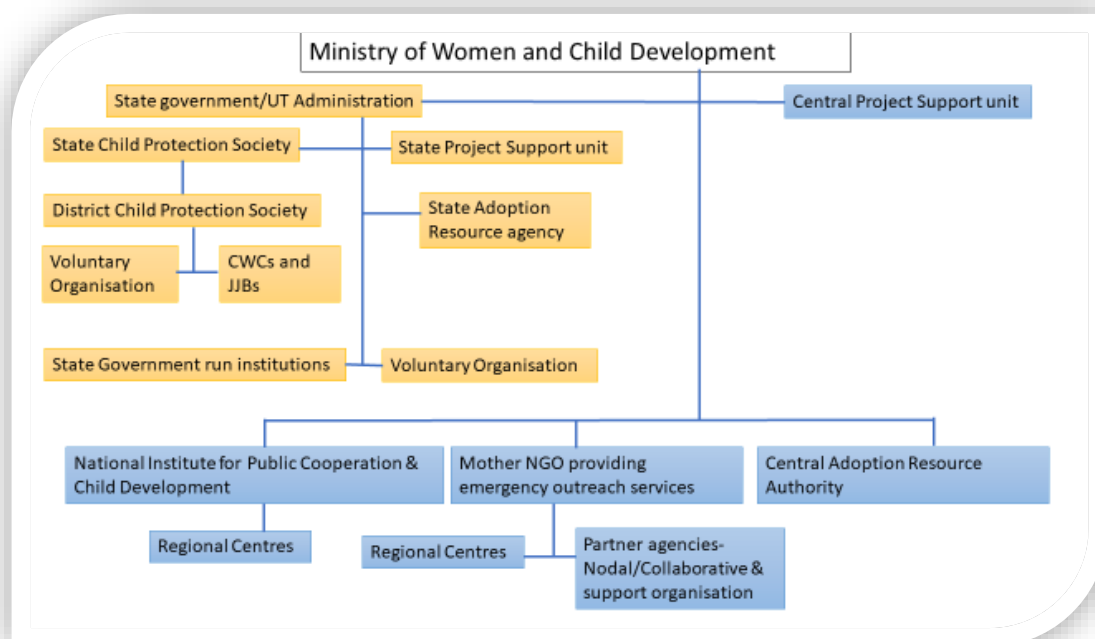 Ministry of Women and Child Development
State government/UT Administration
Central Project Support unit
State Child Protection Society
State Project Support unit
District Child Protection Society
State Adoption
Resource agency
Voluntary
Organisation
CWCs and
JJBs
State Government run institutions
Voluntary Organisation
National Institute for Public Cooperation &
Child Development
Mother NGO providing
emergency outreach services
Central Adoption Resource
Authority
Regional Centres
Regional Centres
Partner agencies-
Nodal/Collaborative &
support organisation